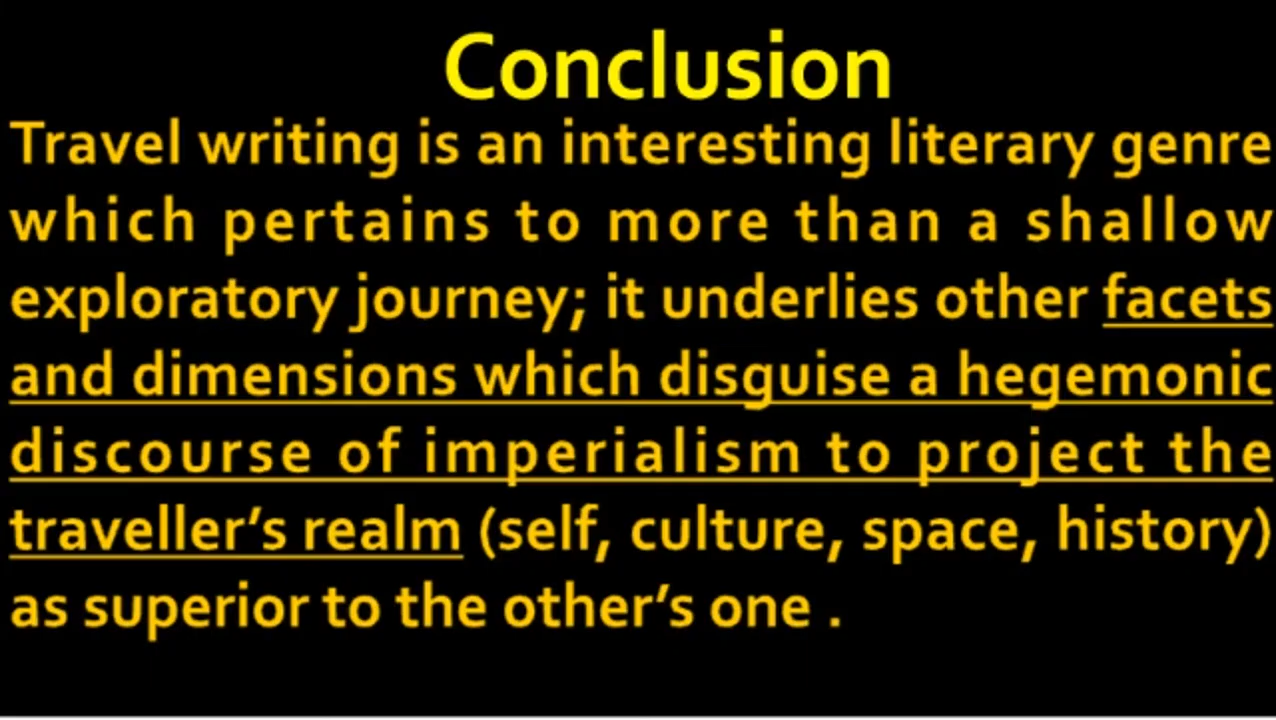 Conclusion
Travel writing is an interesting literary genre
which pertains to more than a shallow
exploratory journey; it underlies other facets
and dimensions which disguise a hegemonic
discourse of imperialism to project the
traveller’s realm (self, culture, space, history)
as superior to the other’s one .